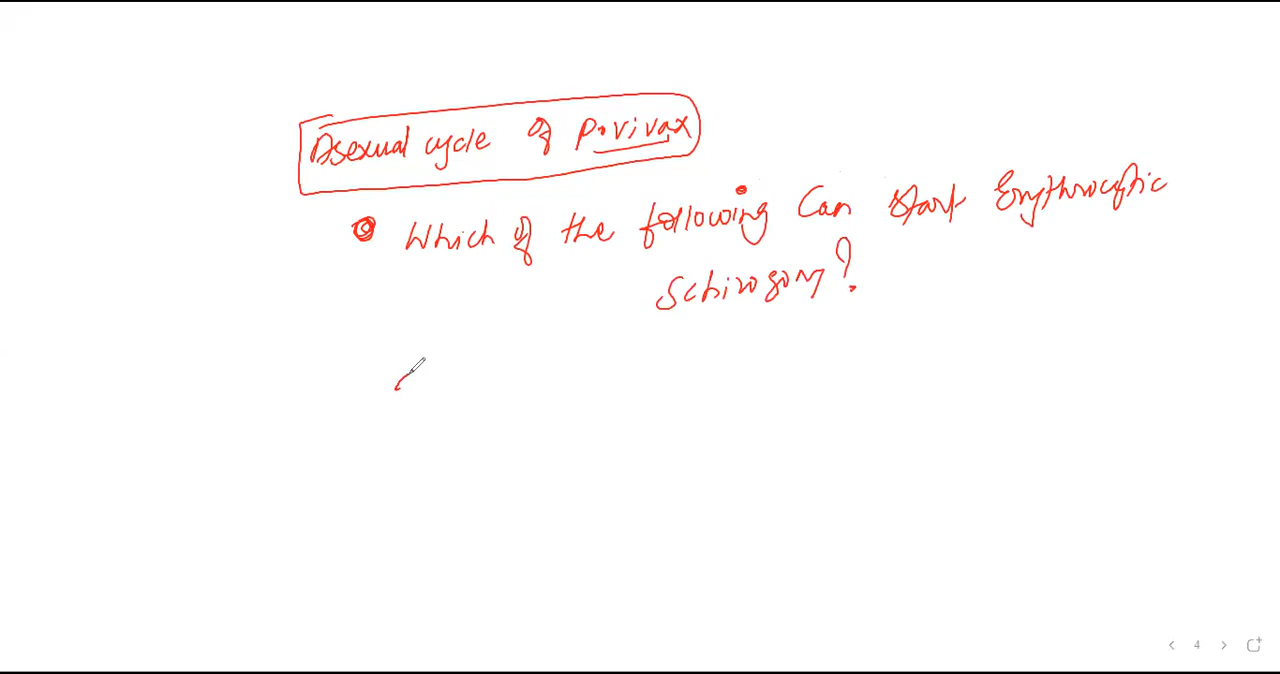 Asexual cycle of P. vivax
Which of the following can start Erythrocytic
Schizogony?
4